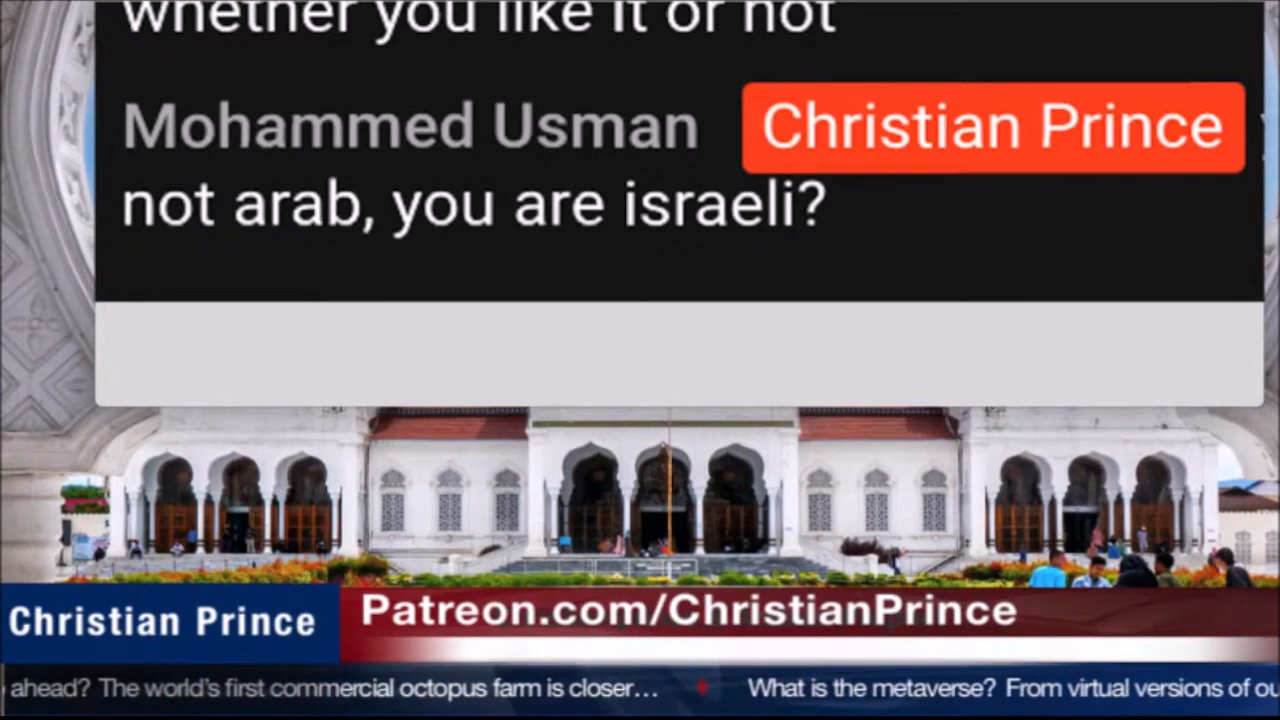 whether you like it or not
Mohammed Usman Christian Prince
not arab, you are israeli?
Christian Prince
Patreon.com/ChristianPrince
ahead? The world's first commercial octopus farm is closer... What is the metaverse? From virtual versions of ou